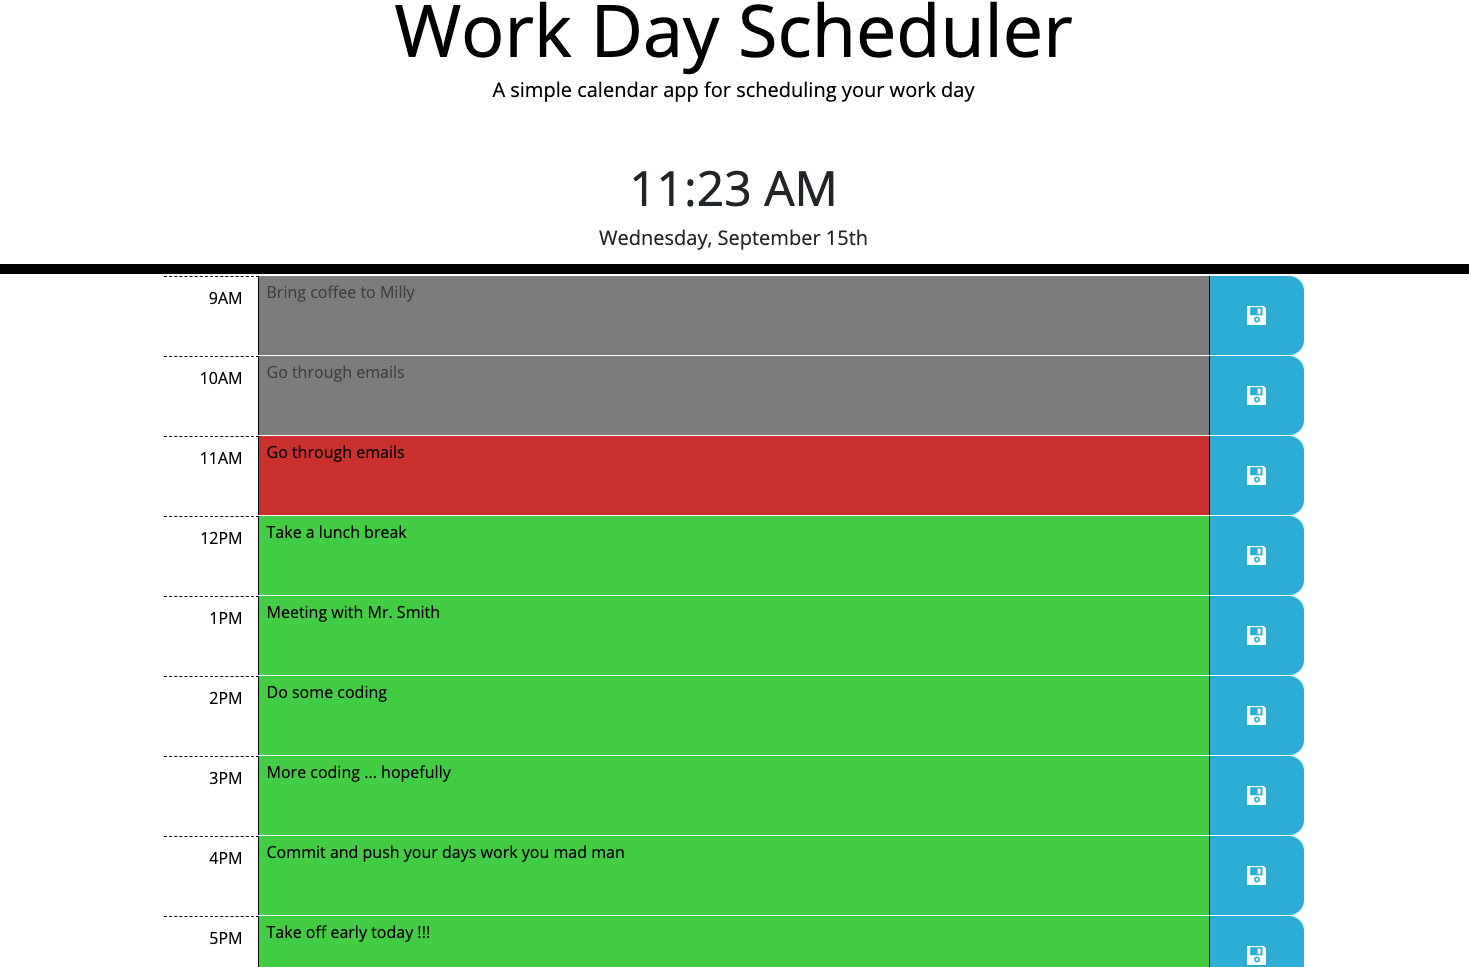 Work Day Scheduler
A simple calendar app for scheduling your work day
11:23 AM
Wednesday, September 15th
9AM Bring coffee to Milly
10AM Go through emails
11AM Go through emails
12PM Take a lunch break
1PM Meeting with Mr. Smith
2PM Do some coding
3PM More coding ... hopefully
4PM Commit and push your days work you mad man
5PM Take off early today !!!